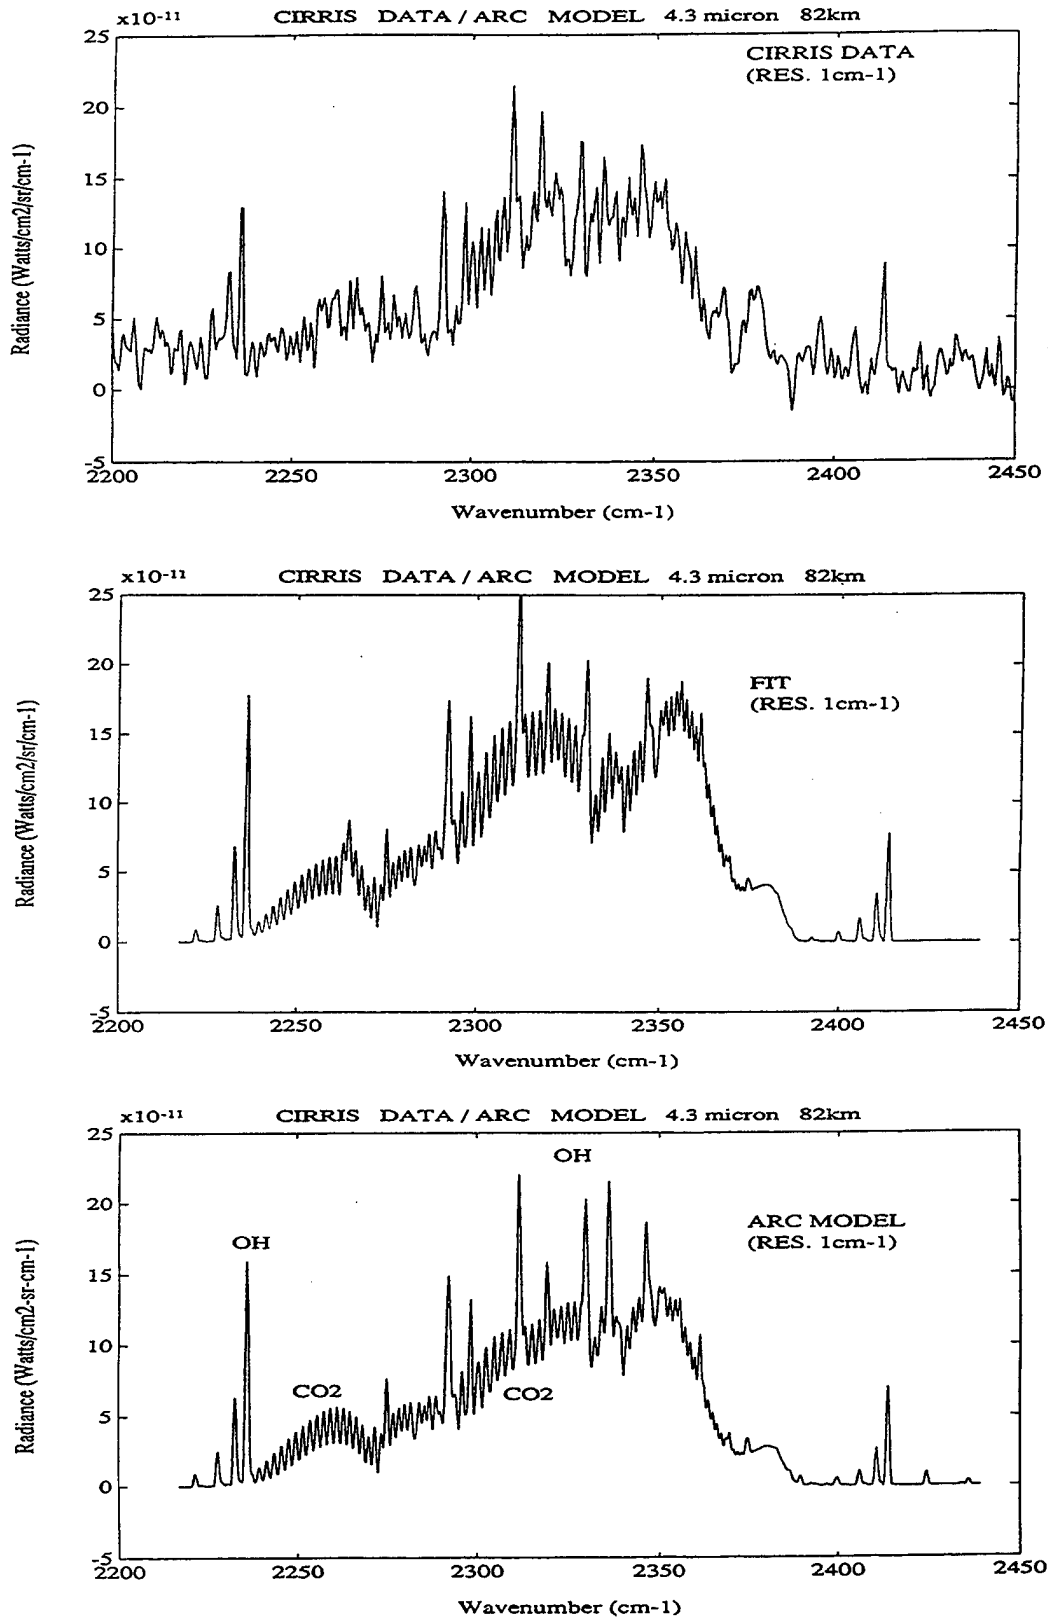 x10-11 CIRRIS DATA / ARC MODEL 4.3 micron 82km
25
20
15
10
5
0
-5
CIRRIS DATA
(RES. 1cm-1)
Radiance (Watts/cm2/sr/cm-1)
2200 2250 2300 2350 2400 2450
Wavenumber (cm-1)
x10-11 CIRRIS DATA / ARC MODEL 4.3 micron 82km
25
20
15
10
5
0
-5
FIT
(RES. 1cm-1)
Radiance (Watts/cm2/sr/cm-1)
2200 2250 2300 2350 2400 2450
Wavenumber (cm-1)
x10-11 CIRRIS DATA / ARC MODEL 4.3 micron 82km
25
20
15
10
5
0
-5
OH
ARC MODEL
(RES. 1cm-1)
OH
CO2
CO2
Radiance (Watts/cm2-sr-cm-1)
2200 2250 2300 2350 2400 2450
Wavenumber (cm-1)